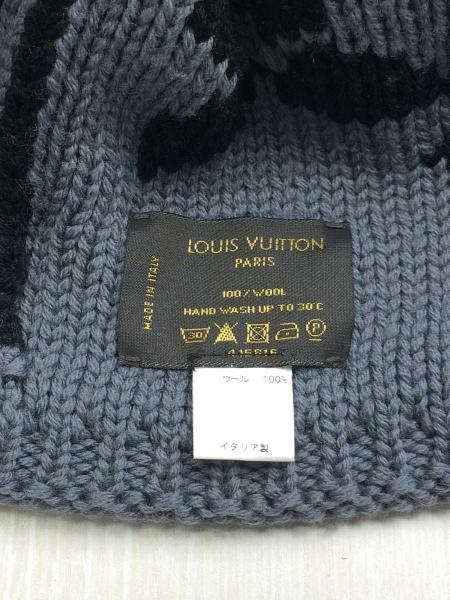 LOUIS VUITTON
PARIS
MADE IN ITALY
100% WOOL
HAND WASH UP TO 30°C
30 P
416816
ウール 100%
イタリア製